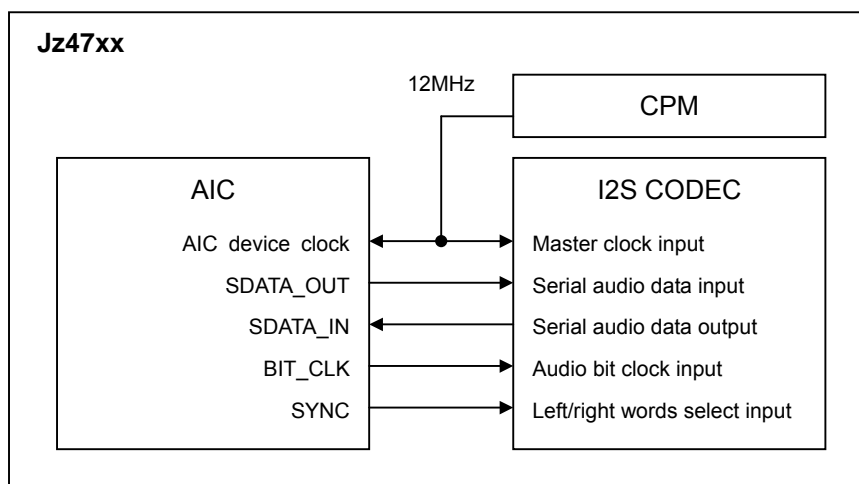 Jz47xx
12MHz
CPM
AIC
I2S CODEC
AIC device clock
Master clock input
SDATA_OUT
Serial audio data input
SDATA_IN
Serial audio data output
BIT_CLK
Audio bit clock input
SYNC
Left/right words select input